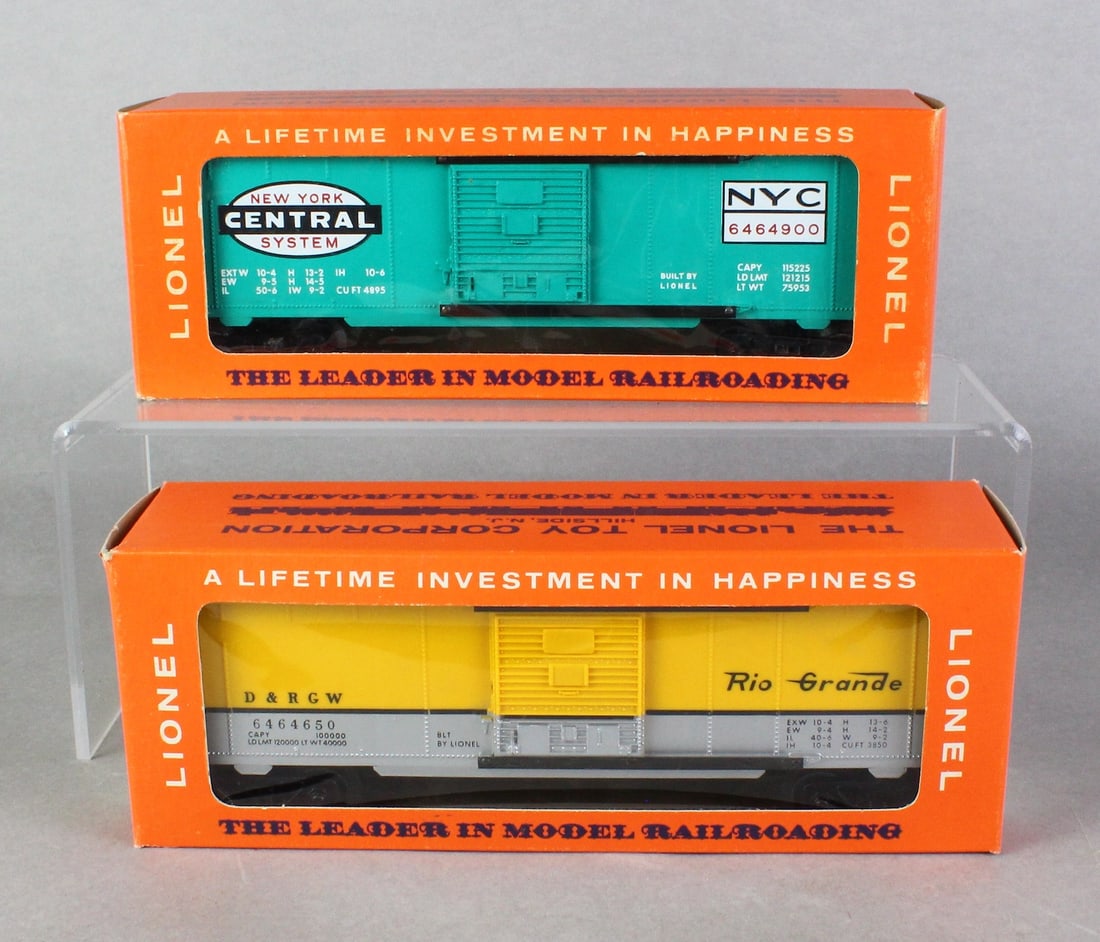 A LIFETIME INVESTMENT IN HAPPINESS
LIONEL
NEW YORK
CENTRAL
SYSTEM
EXTW 10-4 H 13-2 IH 10-6
EW 9-5 H 14-5
IL 50-6 IW 9-2 CU FT 4895
BUILT BY
LIONEL
NYC
6464900
CAPY 115225
LD LMT 121215
LT WT 75953
LIONEL
THE LEADER IN MODEL RAILROADING
THE LEADER IN MODEL RAILROADING
HILLSIDE, N.J.
THE LIONEL TOY CORPORATION
A LIFETIME INVESTMENT IN HAPPINESS
LIONEL
D & R G W
6464650
CAPY 100000
LD LMT 120000 LT WT 40000
BLT
BY LIONEL
Rio Grande
EXW 10-4 H 13-6
EW 9-4 H 14-2
IL 40-6 W 9-2
IH 10-4 CU FT 3850
LIONEL
THE LEADER IN MODEL RAILROADING